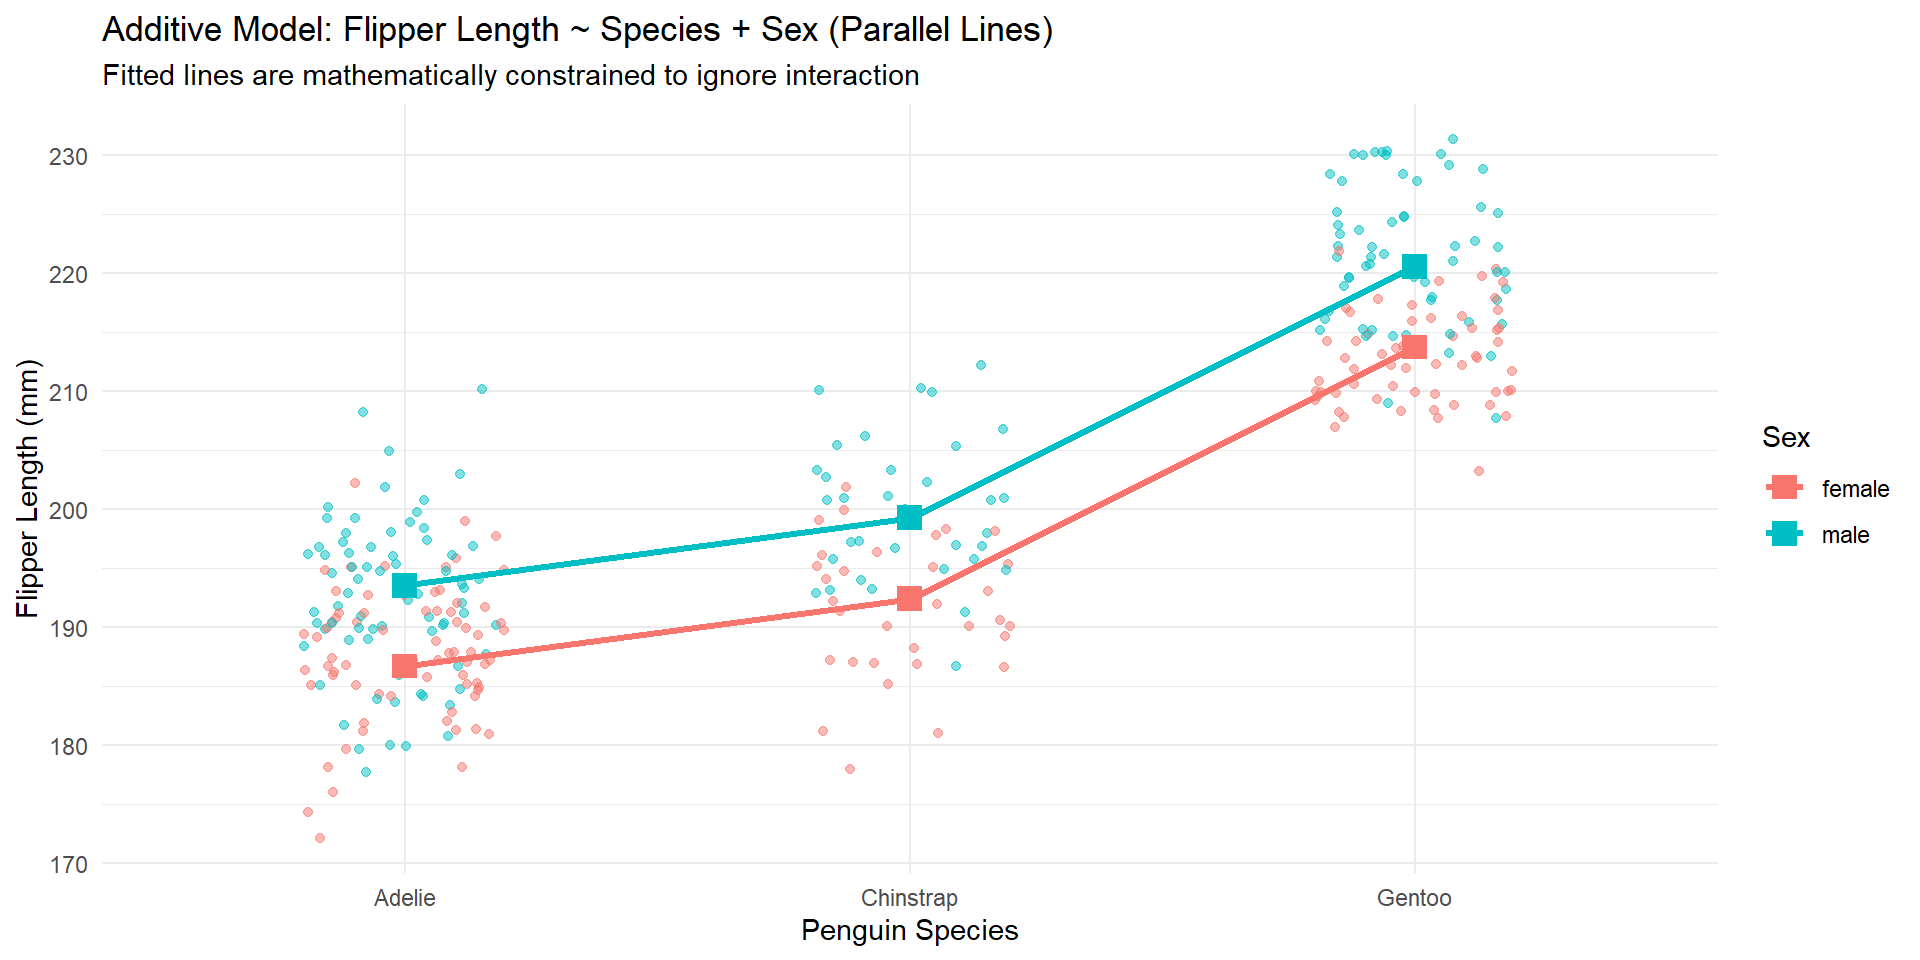 Additive Model: Flipper Length ~ Species + Sex (Parallel Lines)
Fitted lines are mathematically constrained to ignore interaction
Flipper Length (mm)
230
220
210
200
190
180
170
Adelie
Chinstrap
Gentoo
Penguin Species
Sex
female
male